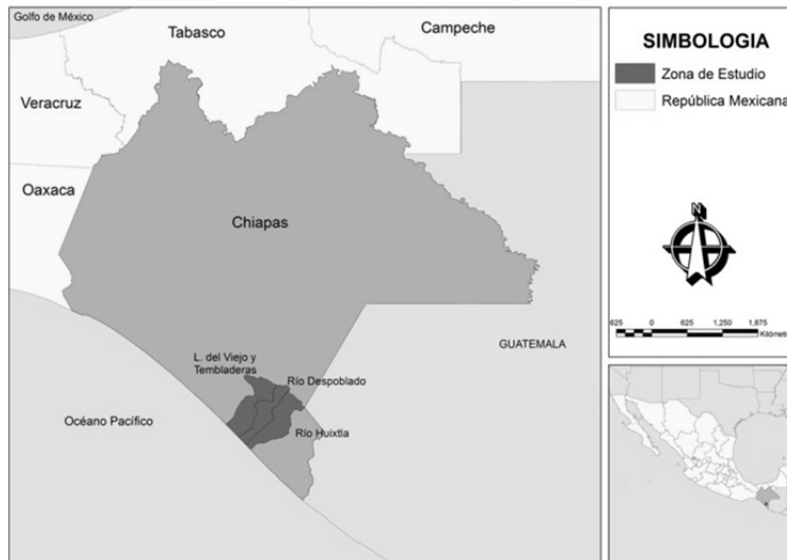 Golfo de México
Tabasco
Campeche
Veracruz
Oaxaca
Chiapas
L. del Viejo y
Tembladeras
Río Despoblado
GUATEMALA
Océano Pacífico
Río Huixtla
SIMBOLOGIA
Zona de Estudio
República Mexicana
N
625 0 625 1,250 1,875